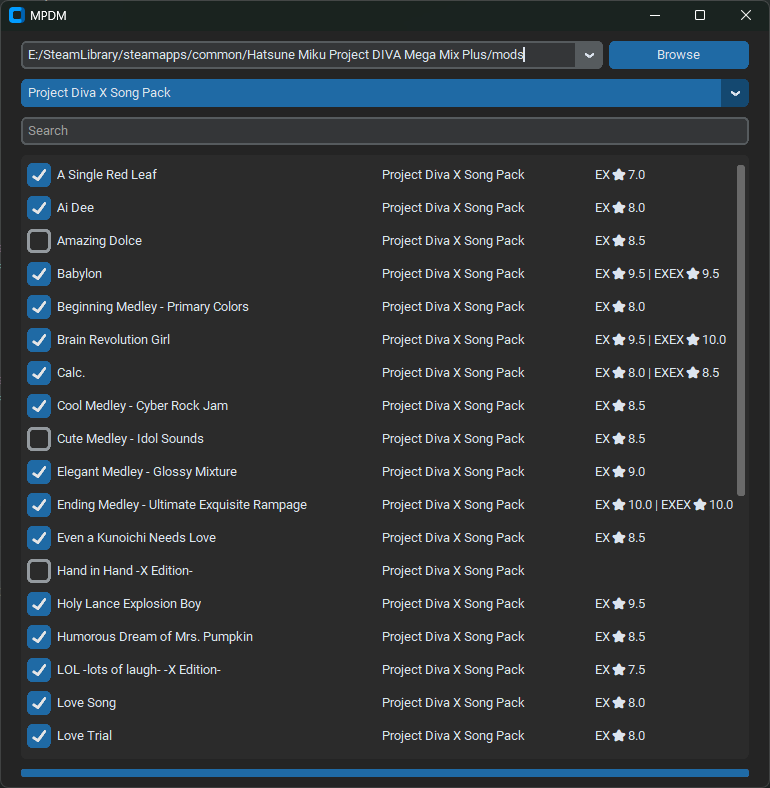 MPDM
E:/SteamLibrary/steamapps/common/Hatsune Miku Project DIVA Mega Mix Plus/mods
Browse
Project Diva X Song Pack
Search
A Single Red Leaf Project Diva X Song Pack EX★7.0
Ai Dee Project Diva X Song Pack EX★8.0
Amazing Dolce Project Diva X Song Pack EX★8.5
Babylon Project Diva X Song Pack EX★9.5 | EXEX★9.5
Beginning Medley - Primary Colors Project Diva X Song Pack EX★8.0
Brain Revolution Girl Project Diva X Song Pack EX★9.5 | EXEX★10.0
Calc. Project Diva X Song Pack EX★8.0 | EXEX★8.5
Cool Medley - Cyber Rock Jam Project Diva X Song Pack EX★8.5
Cute Medley - Idol Sounds Project Diva X Song Pack EX★8.5
Elegant Medley - Glossy Mixture Project Diva X Song Pack EX★9.0
Ending Medley - Ultimate Exquisite Rampage Project Diva X Song Pack EX★10.0 | EXEX★10.0
Even a Kunoichi Needs Love Project Diva X Song Pack EX★8.5
Hand in Hand -X Edition- Project Diva X Song Pack
Holy Lance Explosion Boy Project Diva X Song Pack EX★9.5
Humorous Dream of Mrs. Pumpkin Project Diva X Song Pack EX★8.5
LOL -lots of laugh- -X Edition- Project Diva X Song Pack EX★7.5
Love Song Project Diva X Song Pack EX★8.0
Love Trial Project Diva X Song Pack EX★8.0